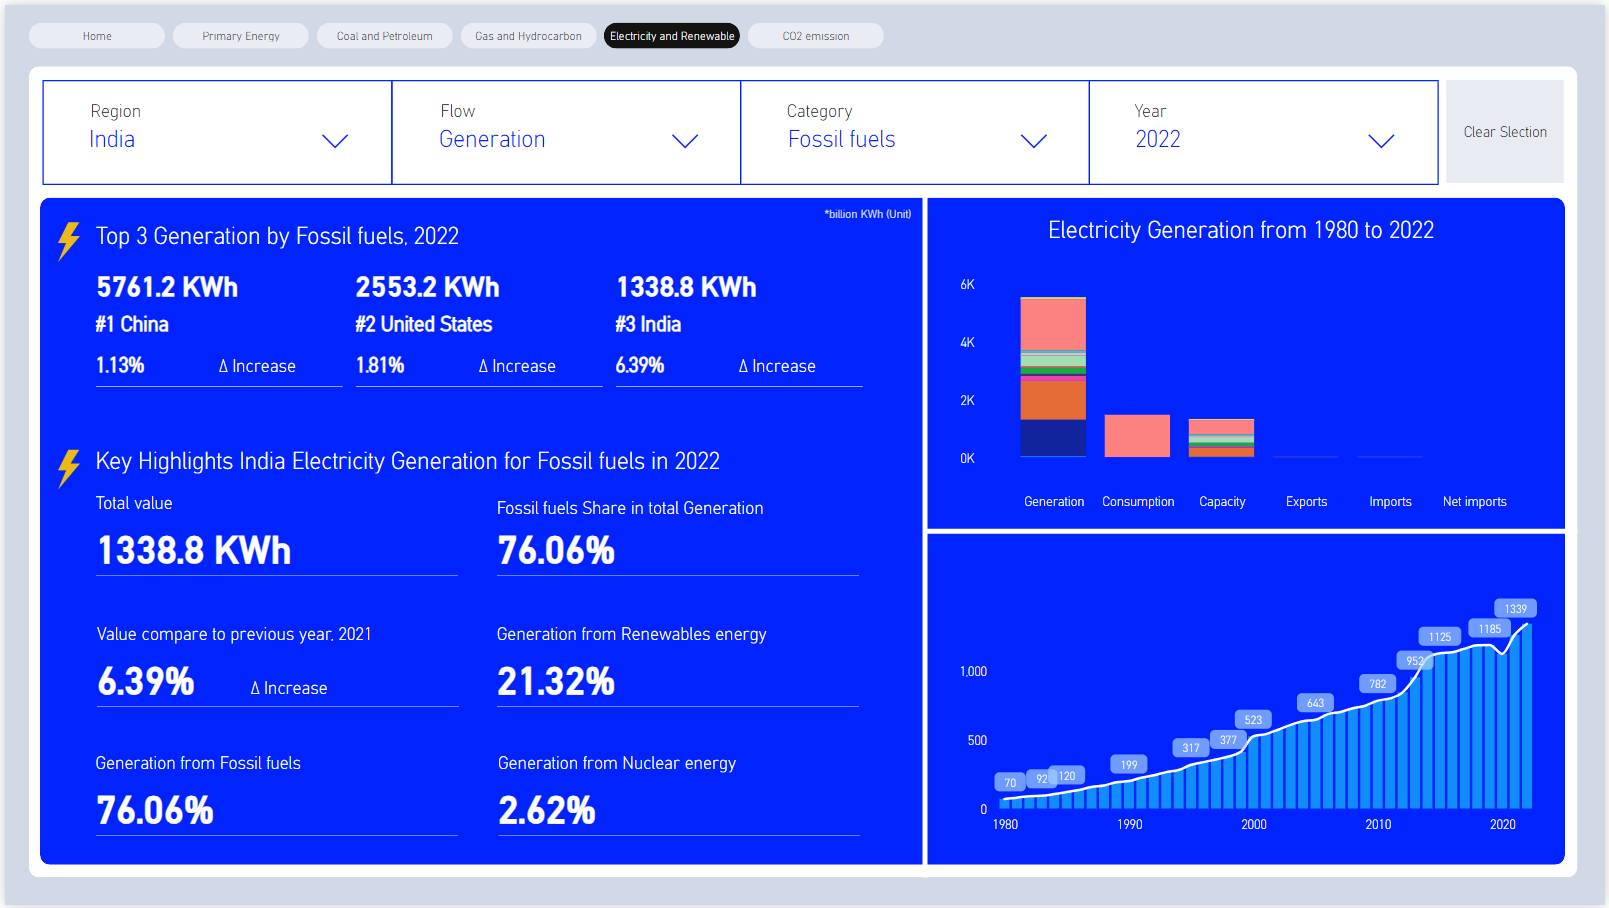 Home
Primary Energy
Coal and Petroleum
Gas and Hydrocarbon
Electricity and Renewable
CO2 emission
Region
India
Flow
Generation
Category
Fossil fuels
Year
2022
Clear Slection
*billion KWh (Unit)
Top 3 Generation by Fossil fuels, 2022
5761.2 KWh
#1 China
1.13%
Δ Increase
2553.2 KWh
#2 United States
1.81%
Δ Increase
1338.8 KWh
#3 India
6.39%
Δ Increase
Key Highlights India Electricity Generation for Fossil fuels in 2022
Total value
1338.8 KWh
Fossil fuels Share in total Generation
76.06%
Value compare to previous year, 2021
6.39%
Δ Increase
Generation from Renewables energy
21.32%
Generation from Fossil fuels
76.06%
Generation from Nuclear energy
2.62%
Electricity Generation from 1980 to 2022
6K
4K
2K
0K
Generation
Consumption
Capacity
Exports
Imports
Net imports
1,000
500
0
70
92
120
199
317
377
523
643
782
952
1125
1185
1339
1980
1990
2000
2010
2020